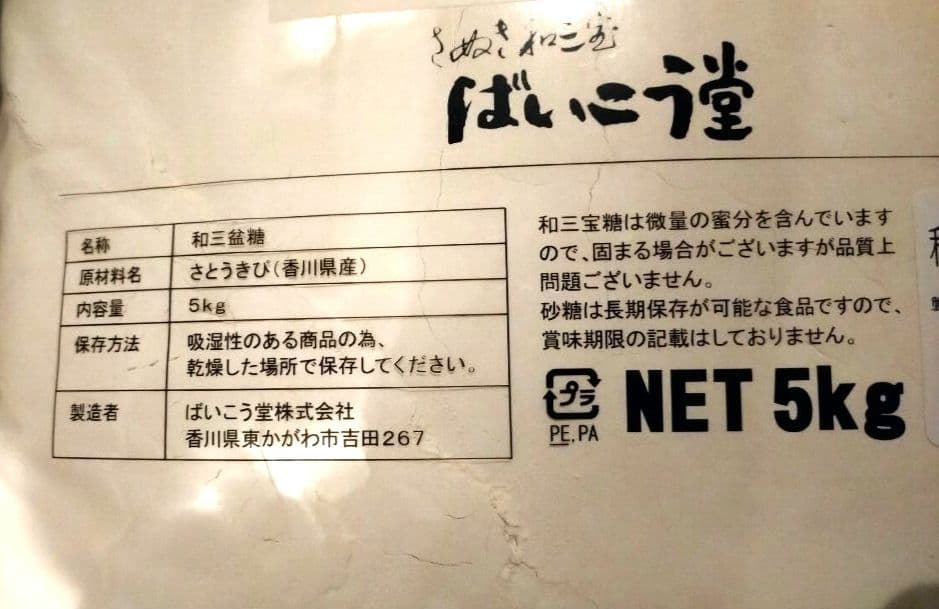 さぬき和三宝
ばいこう堂
名称 和三盆糖
原材料名 さとうきび(香川県産)
内容量 5kg
保存方法 吸湿性のある商品の為、
乾燥した場所で保存してください。
製造者 ばいこう堂株式会社
香川県東かがわ市吉田267
和三宝糖は微量の蜜分を含んでいます
ので、固まる場合がございますが品質上
問題ございません。
砂糖は長期保存が可能な食品ですので、
賞味期限の記載はしておりません。
プラ
PE.PA
NET 5kg